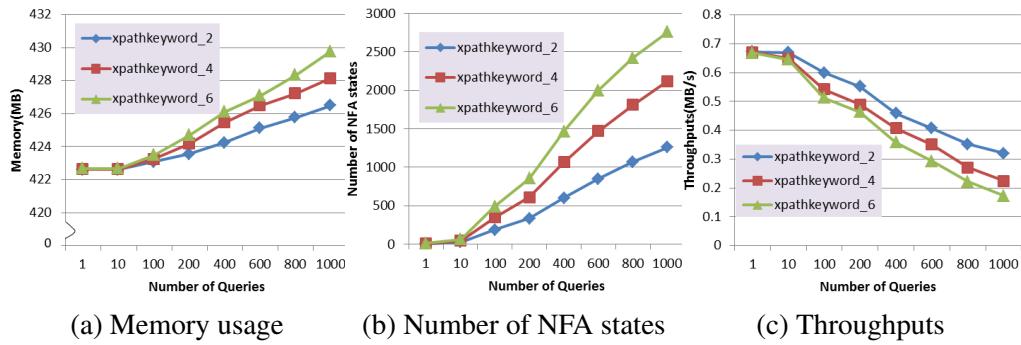 432
430
428
426
424
422
420
0
Memory(MB)
xpathkeyword_2
xpathkeyword_4
xpathkeyword_6
1 10 100 200 400 600 800 1000
Number of Queries
(a) Memory usage
3000
2500
2000
1500
1000
500
0
Number of NFA states
xpathkeyword_2
xpathkeyword_4
xpathkeyword_6
1 10 100 200 400 600 800 1000
Number of Queries
(b) Number of NFA states
0.8
0.7
0.6
0.5
0.4
0.3
0.2
0.1
0
Throughputs(MB/s)
xpathkeyword_2
xpathkeyword_4
xpathkeyword_6
1 10 100 200 400 600 800 1000
Number of Queries
(c) Throughputs